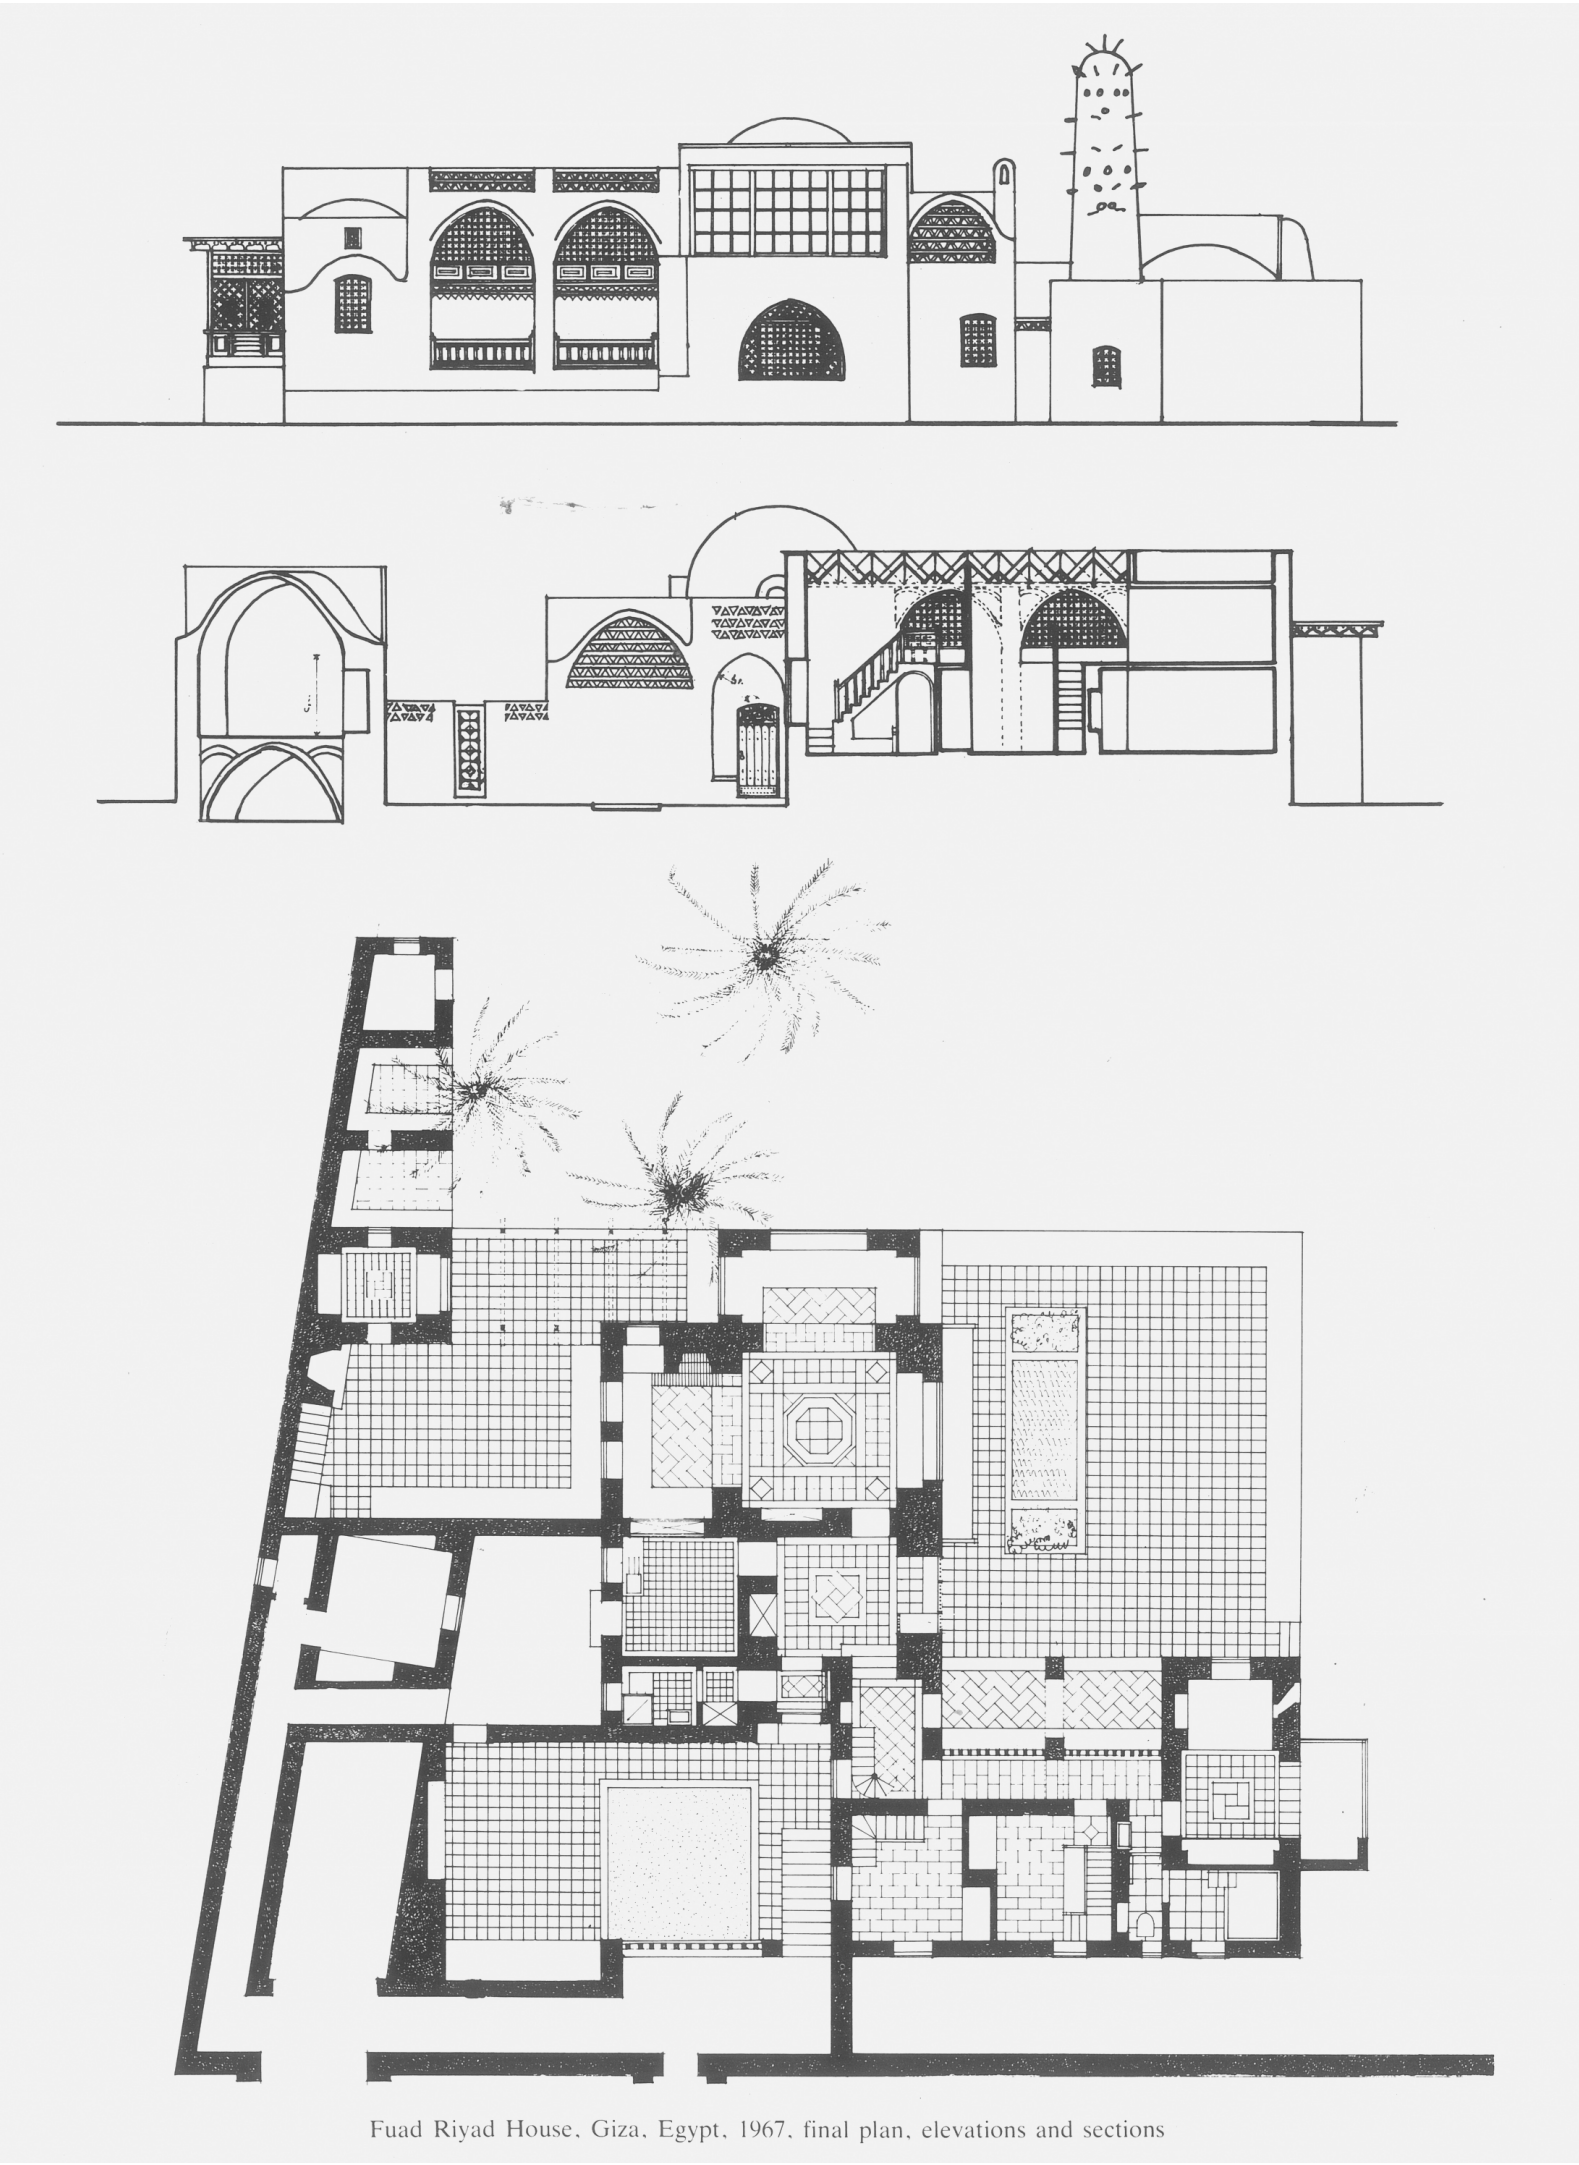 Fuad Riyad House, Giza, Egypt, 1967, final plan, elevations and sections